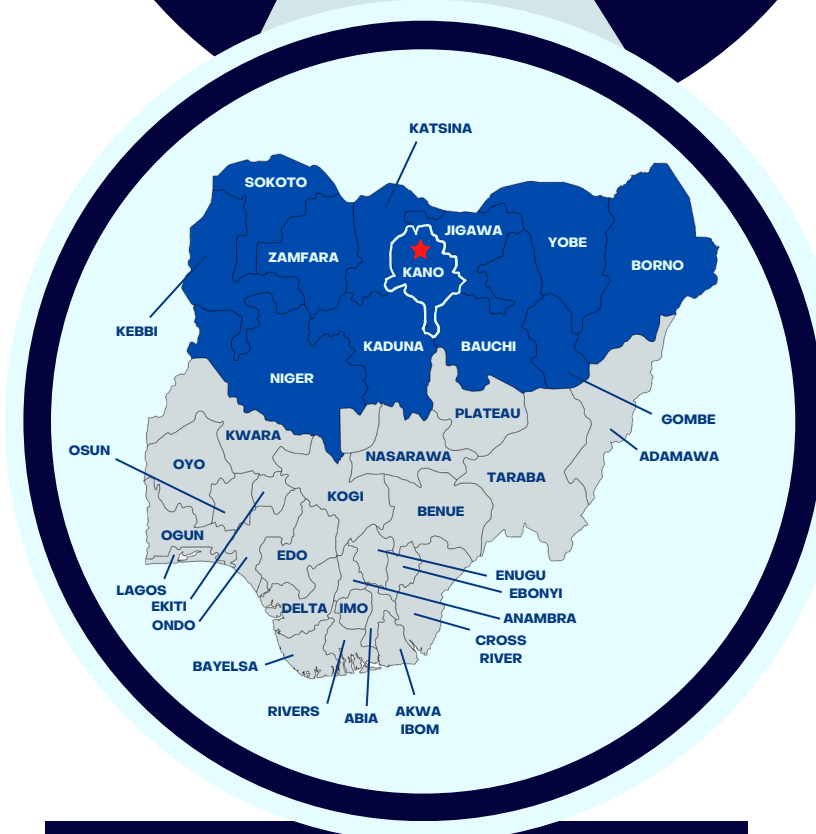 KATSINA
SOKOTO
JIGAWA
YOBE
ZAMFARA
BORNO
KANO
KEBBI
KADUNA
BAUCHI
NIGER
PLATEAU
GOMBE
KWARA
OSUN
NASARAWA
ADAMAWA
OYO
TARABA
KOGI
BENUE
OGUN
EDO
ENUGU
LAGOS
EBONYI
EKITI
DELTA
IMO
ANAMBRA
ONDO
CROSS
RIVER
BAYELSA
RIVERS
ABIA
AKWA
IBOM